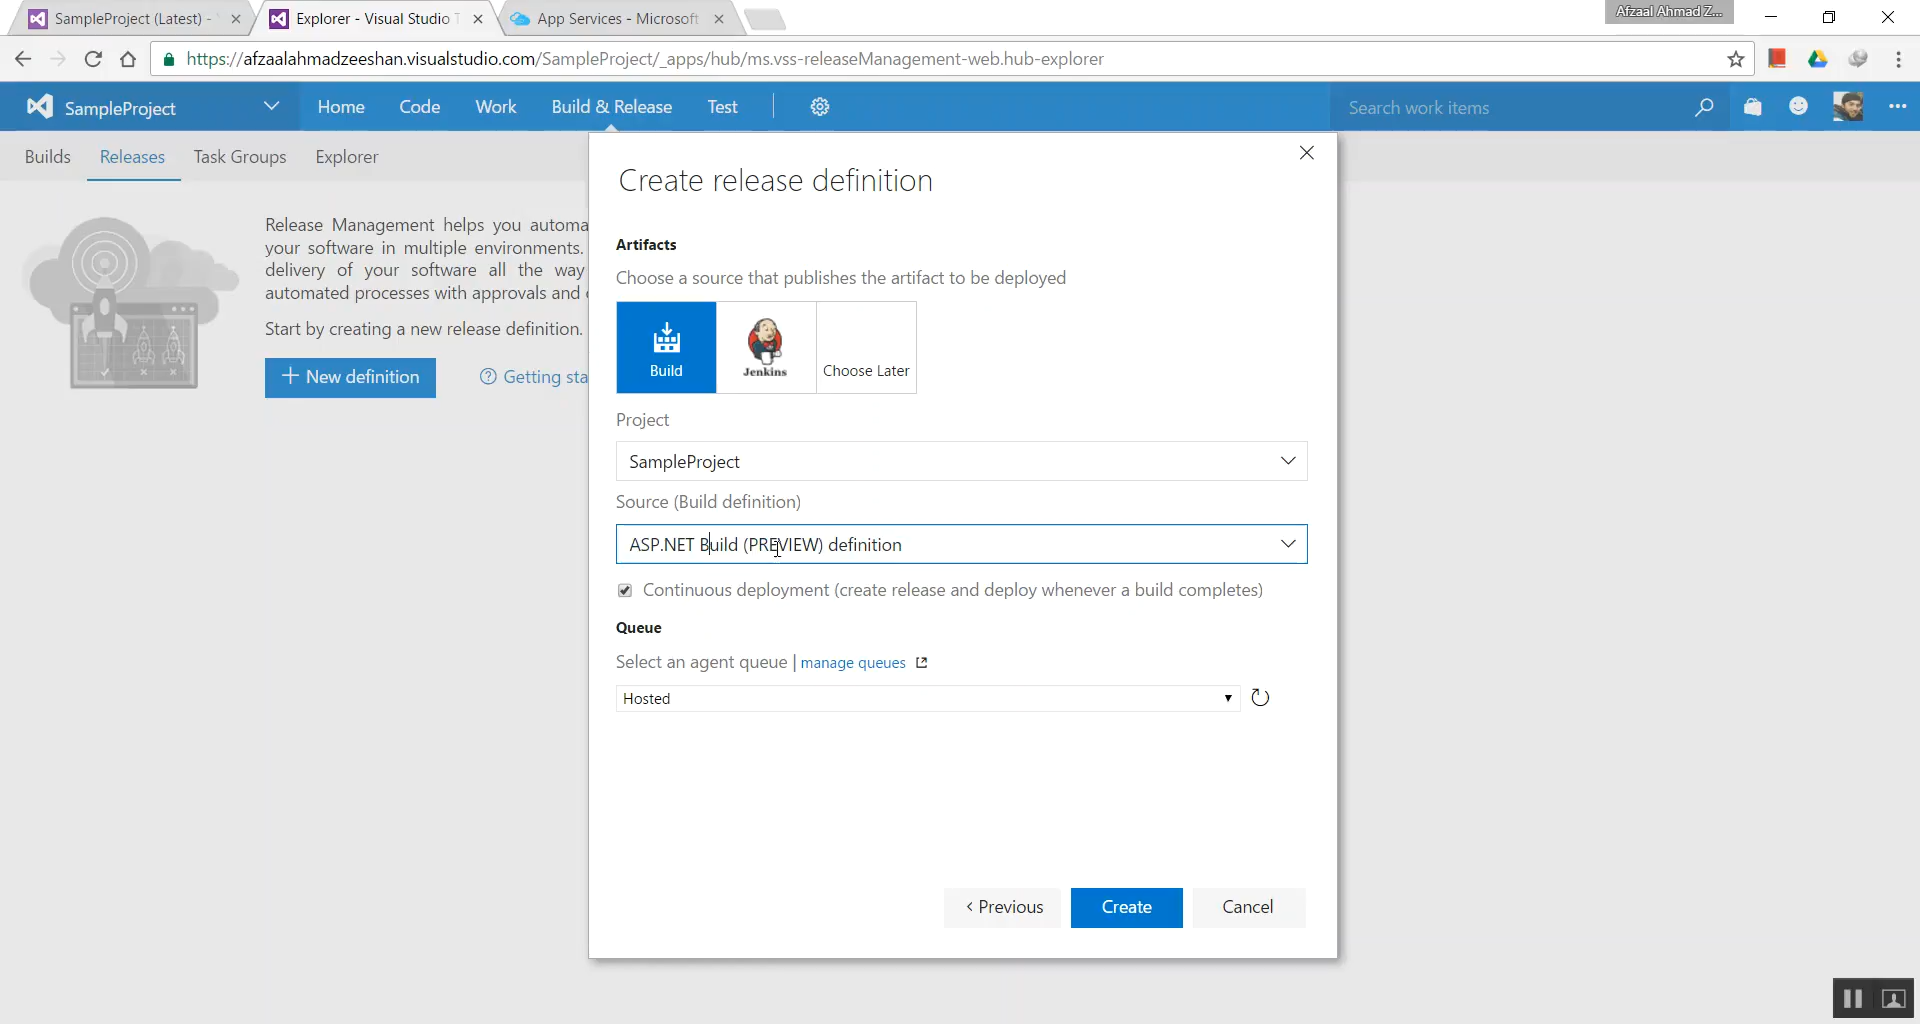 SampleProject (Latest) -
Explorer - Visual Studio T
App Services - Microsoft
Afzaal Ahmad Z...
https://afzaalahmadzeeshan.visualstudio.com/SampleProject/_apps/hub/ms.vss-releaseManagement-web.hub-explorer
SampleProject
Home
Code
Work
Build & Release
Test
Search work items
Builds
Releases
Task Groups
Explorer
Release Management helps you automa
your software in multiple environments.
delivery of your software all the way
automated processes with approvals and
Start by creating a new release definition.
+ New definition
Getting sta
Create release definition
Artifacts
Choose a source that publishes the artifact to be deployed
Build
Jenkins
Choose Later
Project
SampleProject
Source (Build definition)
ASP.NET Build (PREVIEW) definition
Continuous deployment (create release and deploy whenever a build completes)
Queue
Select an agent queue | manage queues
Hosted
< Previous
Create
Cancel